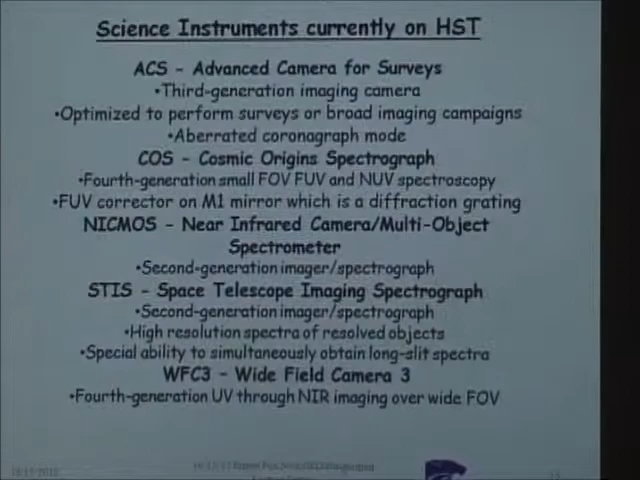 Science Instruments currently on HST
ACS - Advanced Camera for Surveys
•Third-generation imaging camera
•Optimized to perform surveys or broad imaging campaigns
•Aberrated coronagraph mode
COS - Cosmic Origins Spectrograph
•Fourth-generation small FOV FUV and NUV spectroscopy
•FUV corrector on M1 mirror which is a diffraction grating
NICMOS - Near Infrared Camera/Multi-Object
Spectrometer
•Second-generation imager/spectrograph
STIS - Space Telescope Imaging Spectrograph
•Second-generation imager/spectrograph
•High resolution spectra of resolved objects
•Special ability to simultaneously obtain long-slit spectra
WFC3 - Wide Field Camera 3
•Fourth-generation UV through NIR imaging over wide FOV